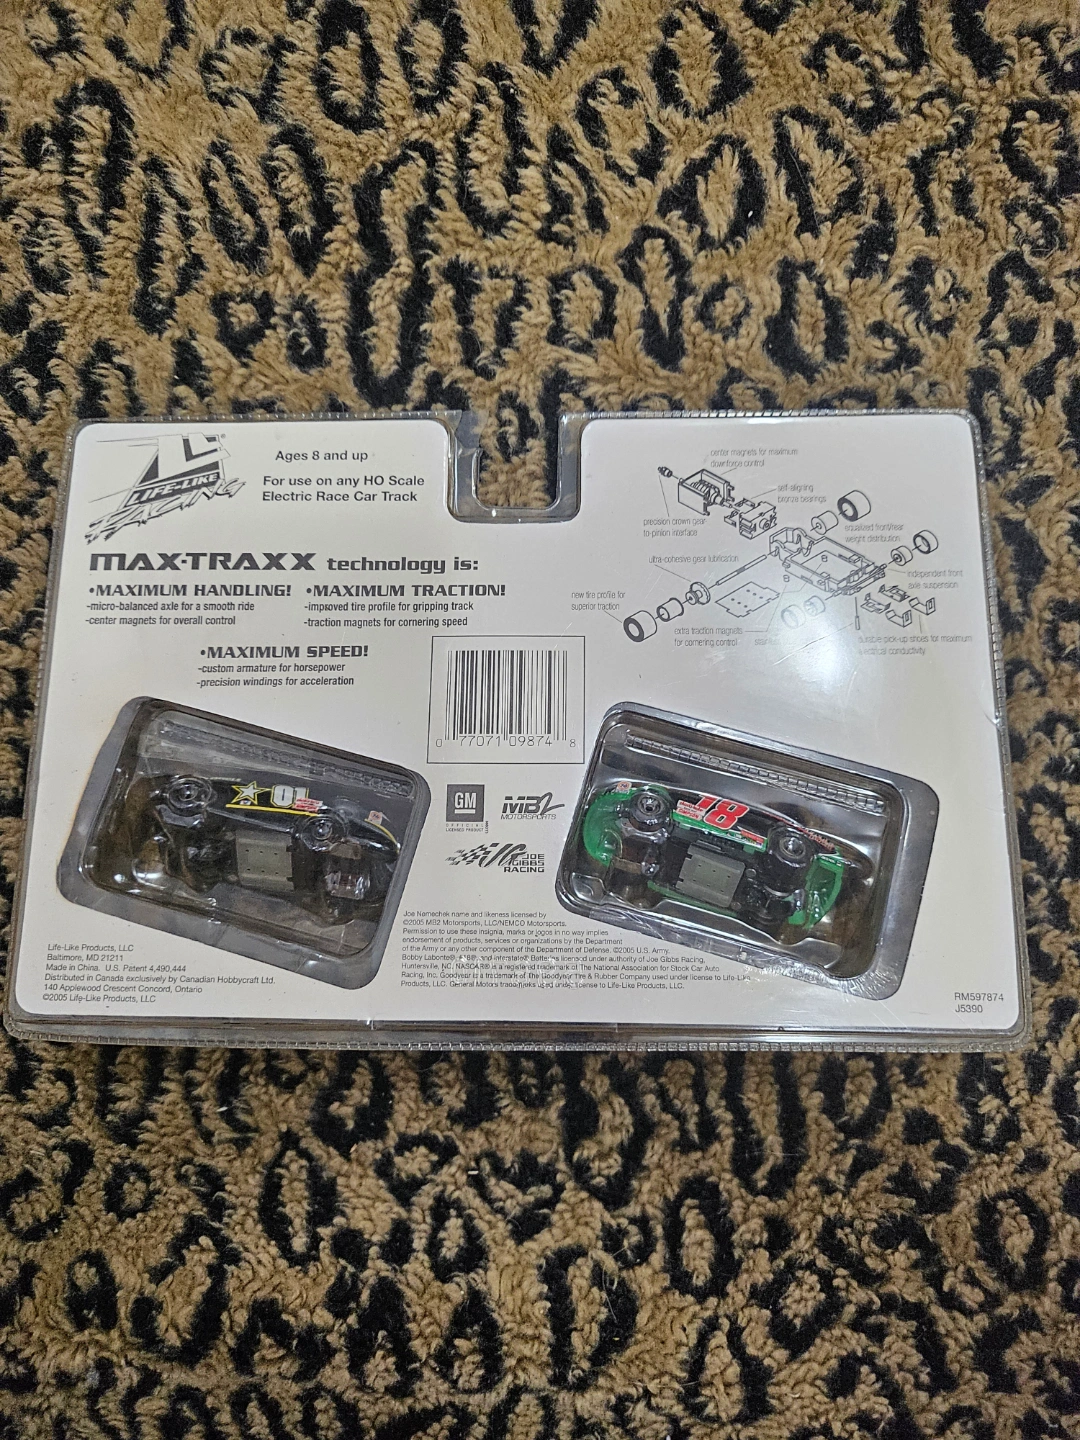 LIFE-LIKE
RACING
Ages 8 and up
For use on any HO Scale
Electric Race Car Track
MAX-TRAXX technology is:
•MAXIMUM HANDLING!
-micro-balanced axle for a smooth ride
-center magnets for overall control
•MAXIMUM TRACTION!
-improved tire profile for gripping track
-traction magnets for cornering speed
•MAXIMUM SPEED!
-custom armature for horsepower
-precision windings for acceleration
center magnets for maximum
downforce control
self-aligning
bronze bearings
precision crown gear
to-pinion interface
equalized front/rear
weight distribution
ultra-cohesive gear lubrication
independent front
axle suspension
new tire profile for
superior traction
extra traction magnets
for cornering control
durable pick-up shoes for maximum
electrical conductivity
0 77071 09874 8
GM
OFFICIAL
LICENSED PRODUCT
MB2
MOTORSPORTS
JOE
GIBBS
RACING
01
18
Life-Like Products, LLC
Baltimore, MD 21211
Made in China. U.S. Patent 4,490,444
Distributed in Canada exclusively by Canadian Hobbycraft Ltd.
140 Applewood Crescent Concord, Ontario
©2005 Life-Like Products, LLC
Joe Nemechek name and likeness licensed by
©2005 MB2 Motorsports, LLC/NEMCO Motorsports.
Permission to use these insignia, marks or logos in no way implies
endorsement of products, services or organizations by the Department
of the Army or any other component of the Department of Defense. ©2005 U.S. Army.
Bobby Labonte®, #18® and Interstate® Batteries licensed under authority of Joe Gibbs Racing,
Huntersville, NC. NASCAR® is a registered trademark of The National Association for Stock Car Auto
Racing, Inc. Goodyear is a trademark of The Goodyear Tire & Rubber Company used under license to Life-Like
Products, LLC. General Motors trademarks used under license to Life-Like Products, LLC.
RM597874
J5390